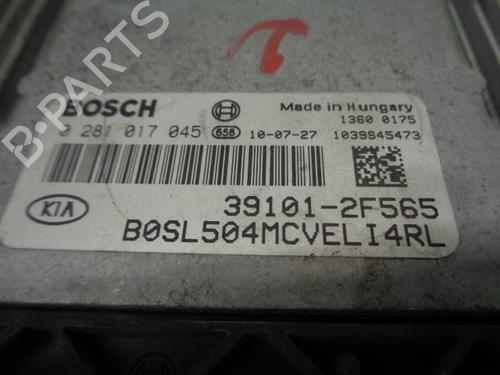 B-PARTS
BOSCH
Made in Hungary
1360 0175
0 281 017 045 658 10-07-27 1039S45473
KIA
39101-2F565
B0SL504MCVELI4RL